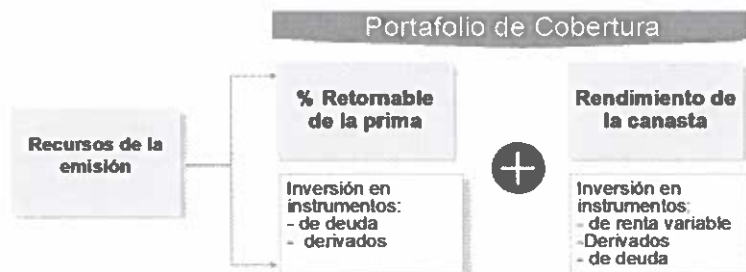 Portafolio de Cobertura
Recursos de la
emisión
% Retornable
de la prima
Inversión en
instrumentos:
- de deuda
- derivados
+
Rendimiento de
la canasta
Inversión en
instrumentos:
- de renta variable
-Derivados
- de deuda